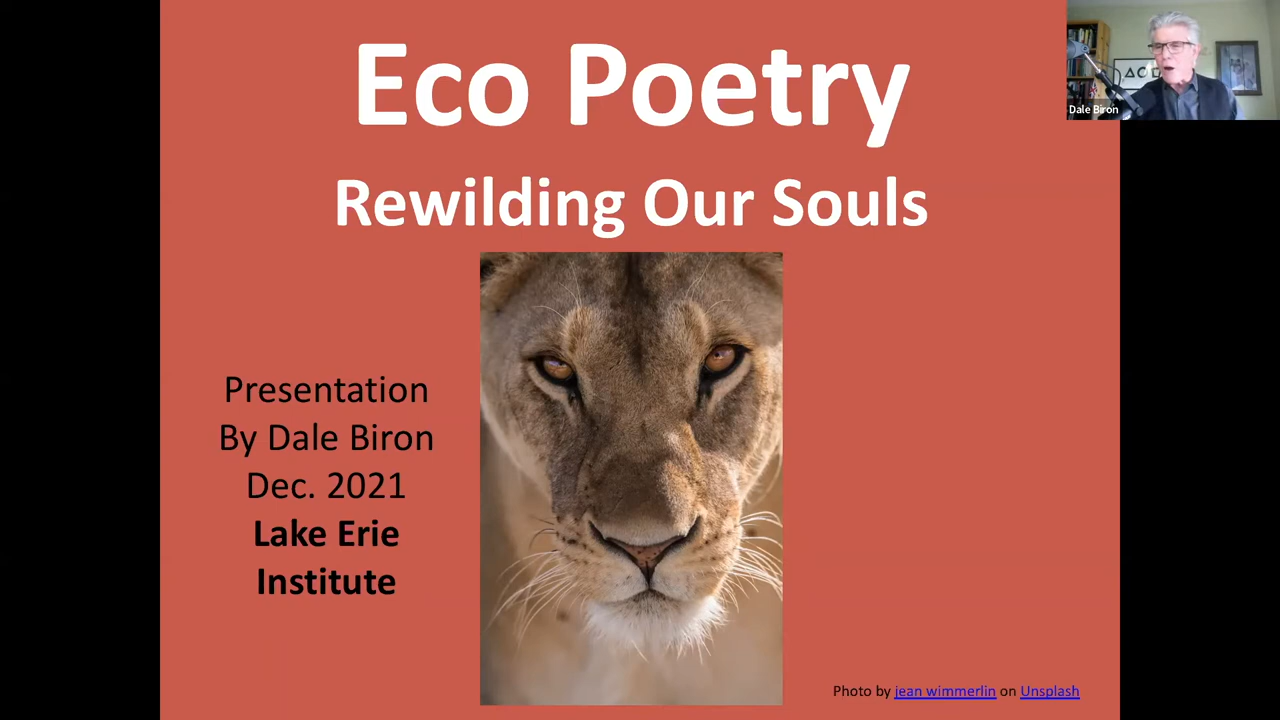 Eco Poetry
Rewilding Our Souls
Dale Biron
Presentation
By Dale Biron
Dec. 2021
Lake Erie
Institute
Photo by jean wimmerlin on Unsplash